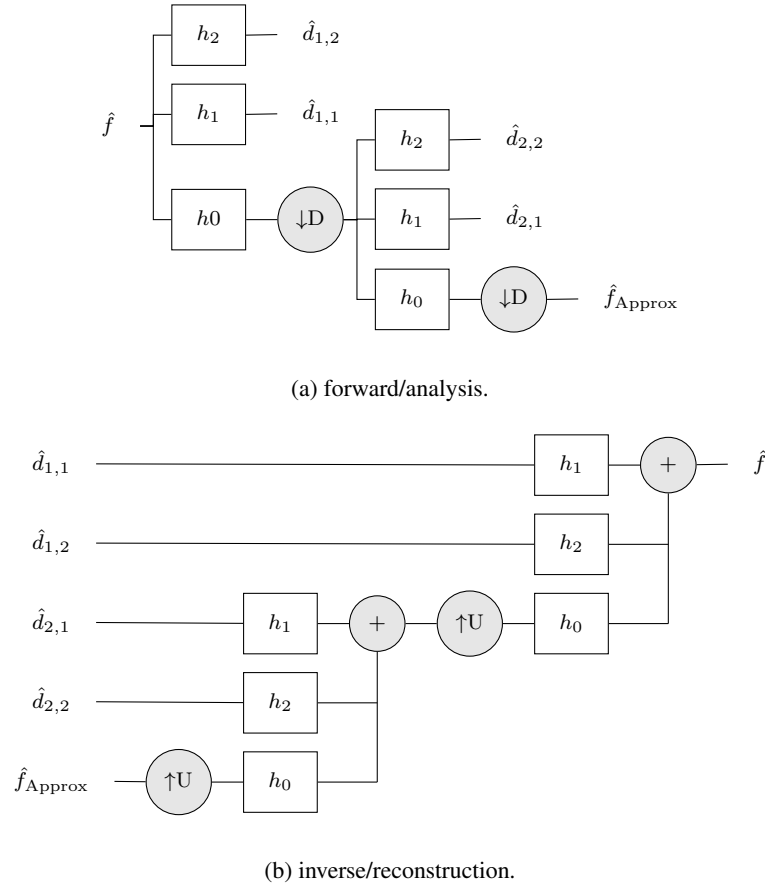 h₂ d̂₁,₂
f̂ h₁ d̂₁,₁
h₂ d̂₂,₂
h0 ↓D h₁ d̂₂,₁
h₀ ↓D f̂Approx
(a) forward/analysis.
d̂₁,₁ h₁ + f̂
d̂₁,₂ h₂
d̂₂,₁ h₁ + ↑U h₀
d̂₂,₂ h₂
f̂Approx ↑U h₀
(b) inverse/reconstruction.